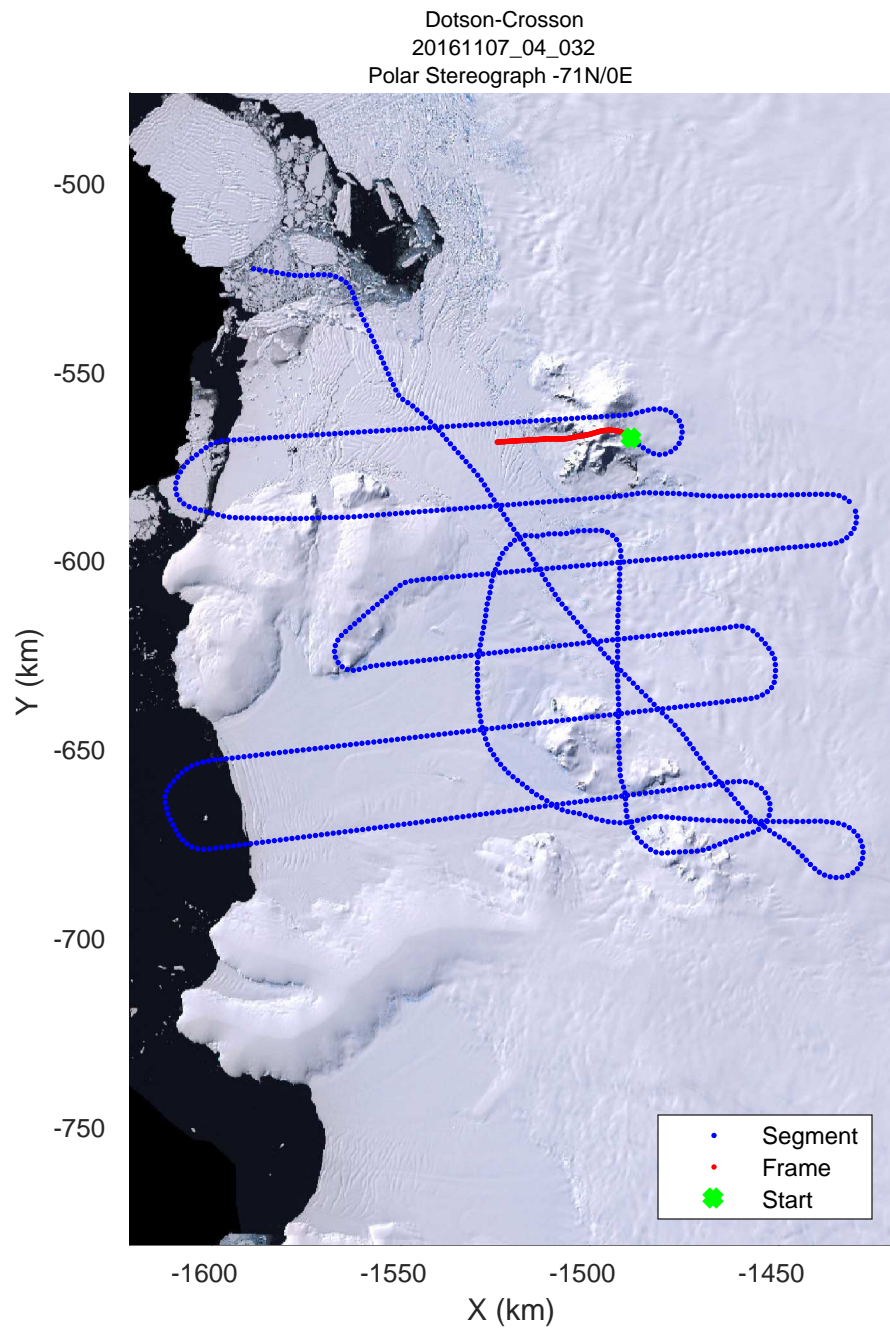 Dotson-Crosson
20161107_04_032
Polar Stereograph -71N/0E
-500
-550
-600
-650
-700
-750
Y (km)
-1600
-1550
-1500
-1450
X (km)
Segment
Frame
Start